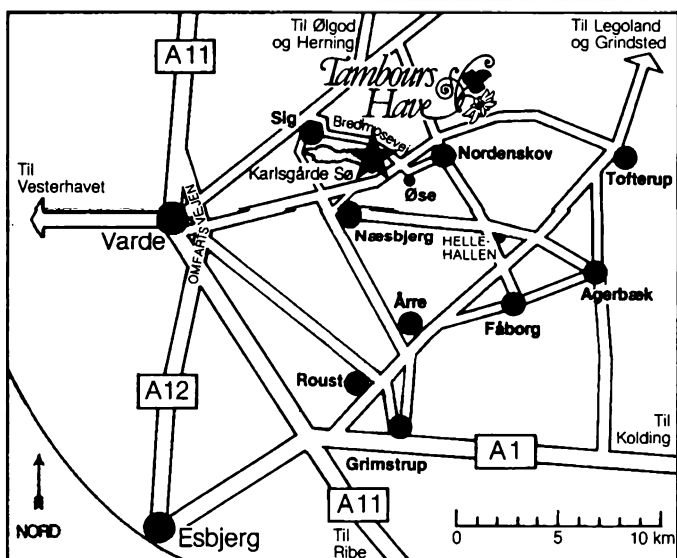 Til Ølgod
og Herning
Til Legoland
og Grindsted
A11
Tambours
Have
Sig
Bredmosevej
Karlsgårde Sø
Nordenskov
Tofterup
Øse
Til
Vesterhavet
Varde
OMFARTSVEJEN
Næsbjerg
HELLE-
HALLEN
Agerbæk
Årre
Fåborg
Roust
A12
Til
Kolding
Grimstrup
A1
A11
NORD
Esbjerg
Til
Ribe
0 5 10 km